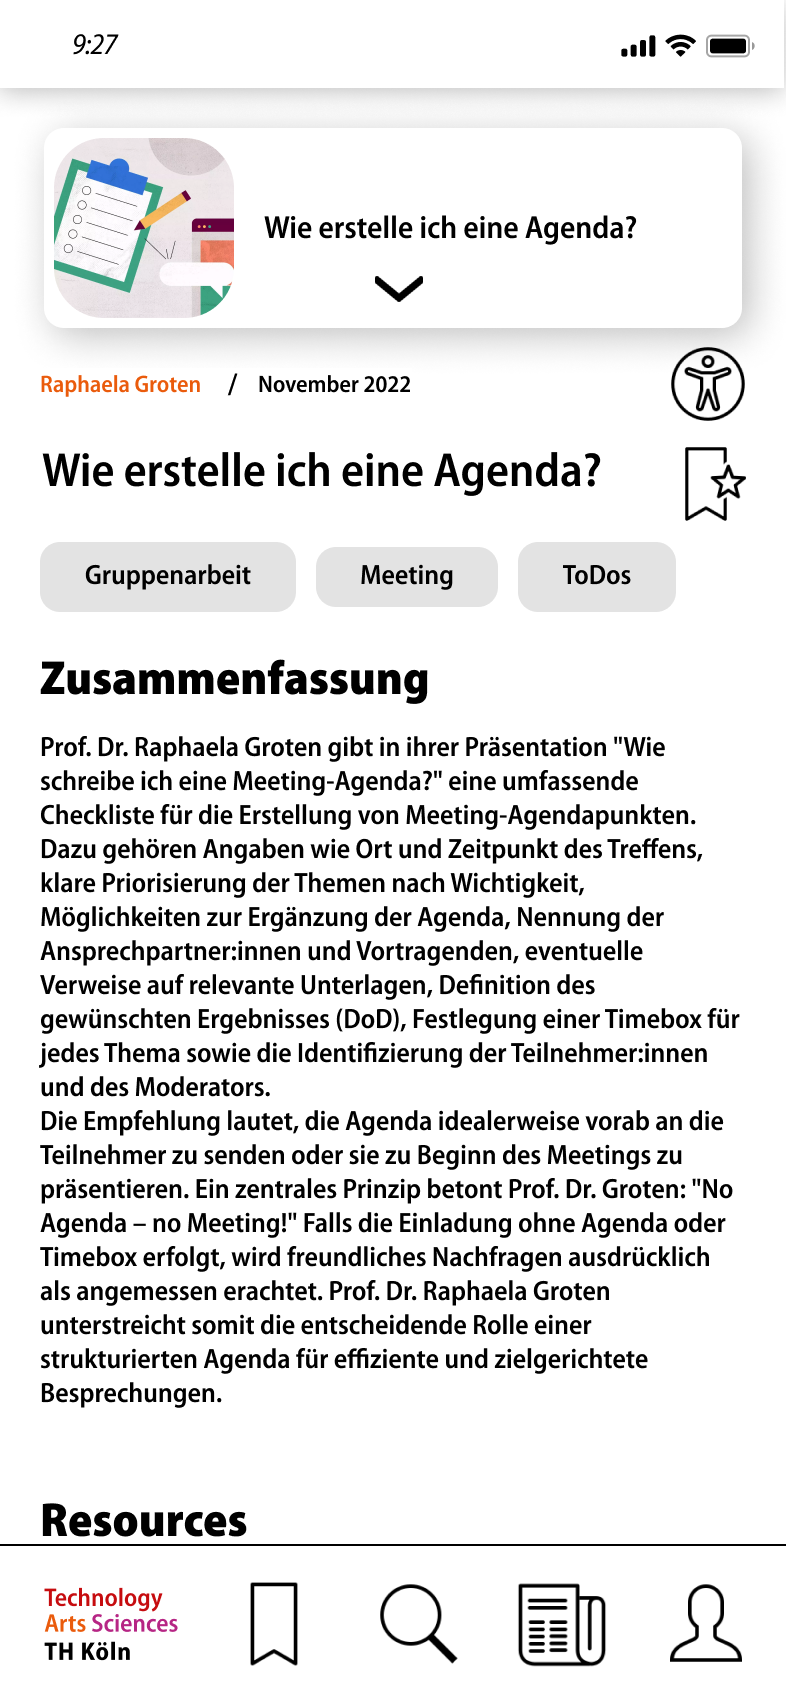 9:27
Wie erstelle ich eine Agenda?
Raphaela Groten / November 2022
Wie erstelle ich eine Agenda?
Gruppenarbeit Meeting ToDos
Zusammenfassung
Prof. Dr. Raphaela Groten gibt in ihrer Präsentation "Wie
schreibe ich eine Meeting-Agenda?" eine umfassende
Checkliste für die Erstellung von Meeting-Agendapunkten.
Dazu gehören Angaben wie Ort und Zeitpunkt des Treffens,
klare Priorisierung der Themen nach Wichtigkeit,
Möglichkeiten zur Ergänzung der Agenda, Nennung der
Ansprechpartner:innen und Vortragenden, eventuelle
Verweise auf relevante Unterlagen, Definition des
gewünschten Ergebnisses (DoD), Festlegung einer Timebox für
jedes Thema sowie die Identifizierung der Teilnehmer:innen
und des Moderators.
Die Empfehlung lautet, die Agenda idealerweise vorab an die
Teilnehmer zu senden oder sie zu Beginn des Meetings zu
präsentieren. Ein zentrales Prinzip betont Prof. Dr. Groten: "No
Agenda – no Meeting!" Falls die Einladung ohne Agenda oder
Timebox erfolgt, wird freundliches Nachfragen ausdrücklich
als angemessen erachtet. Prof. Dr. Raphaela Groten
unterstreicht somit die entscheidende Rolle einer
strukturierten Agenda für effiziente und zielgerichtete
Besprechungen.
Resources
Technology
Arts Sciences
TH Köln